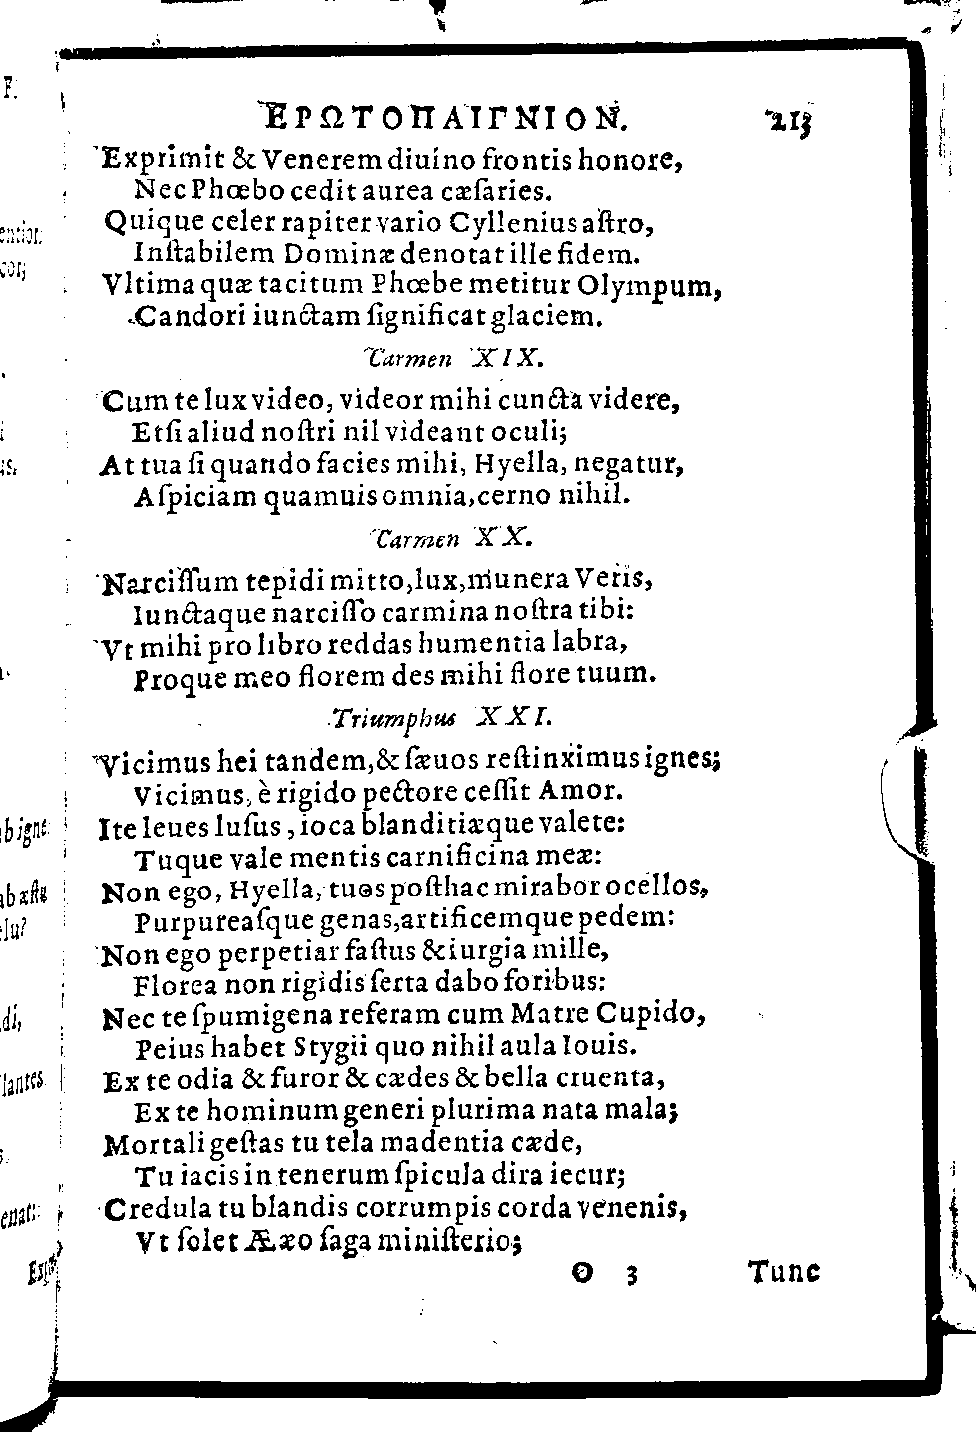 ΕΡΩΤΟΠΑΙΓΝΙΟΝ. 213
Exprimit & Venerem diuino frontis honore,
Nec Phœbo cedit aurea cæſaries.
Quique celer rapiter vario Cyllenius aſtro,
Inſtabilem Dominæ denotat ille fidem.
Vltima quæ tacitum Phœbe metitur Olympum,
Candori iunctam ſignificat glaciem.
Carmen XIX.
Cum te lux video, videor mihi cuncta videre,
Etſi aliud noſtri nil videant oculi;
At tua ſi quando facies mihi, Hyella, negatur,
Aſpiciam quamuis omnia, cerno nihil.
Carmen XX.
Narciſſum tepidi mitto, lux, munera Veris,
Iunctaque narciſſo carmina noſtra tibi:
Vt mihi pro libro reddas humentia labra,
Proque meo florem des mihi flore tuum.
Triumphus XXI.
Vicimus hei tandem, & ſæuos reſtinximus ignes;
Vicimus, è rigido pectore ceſſit Amor.
Ite leues luſus, ioca blanditiæque valete:
Tuque vale mentis carnificina meæ:
Non ego, Hyella, tuos poſthac mirabor ocellos,
Purpureaſque genas, artificemque pedem:
Non ego perpetiar faſtus & iurgia mille,
Florea non rigidis ſerta dabo foribus:
Nec te ſpumigena referam cum Matre Cupido,
Peius habet Stygii quo nihil aula Iouis.
Ex te odia & furor & cædes & bella cruenta,
Ex te hominum generi plurima nata mala;
Mortali geſtas tu tela madentia cæde,
Tu iacis in tenerum ſpicula dira iecur;
Credula tu blandis corrumpis corda venenis,
Vt ſolet Ææo ſaga miniſterio;
O 3 Tunc